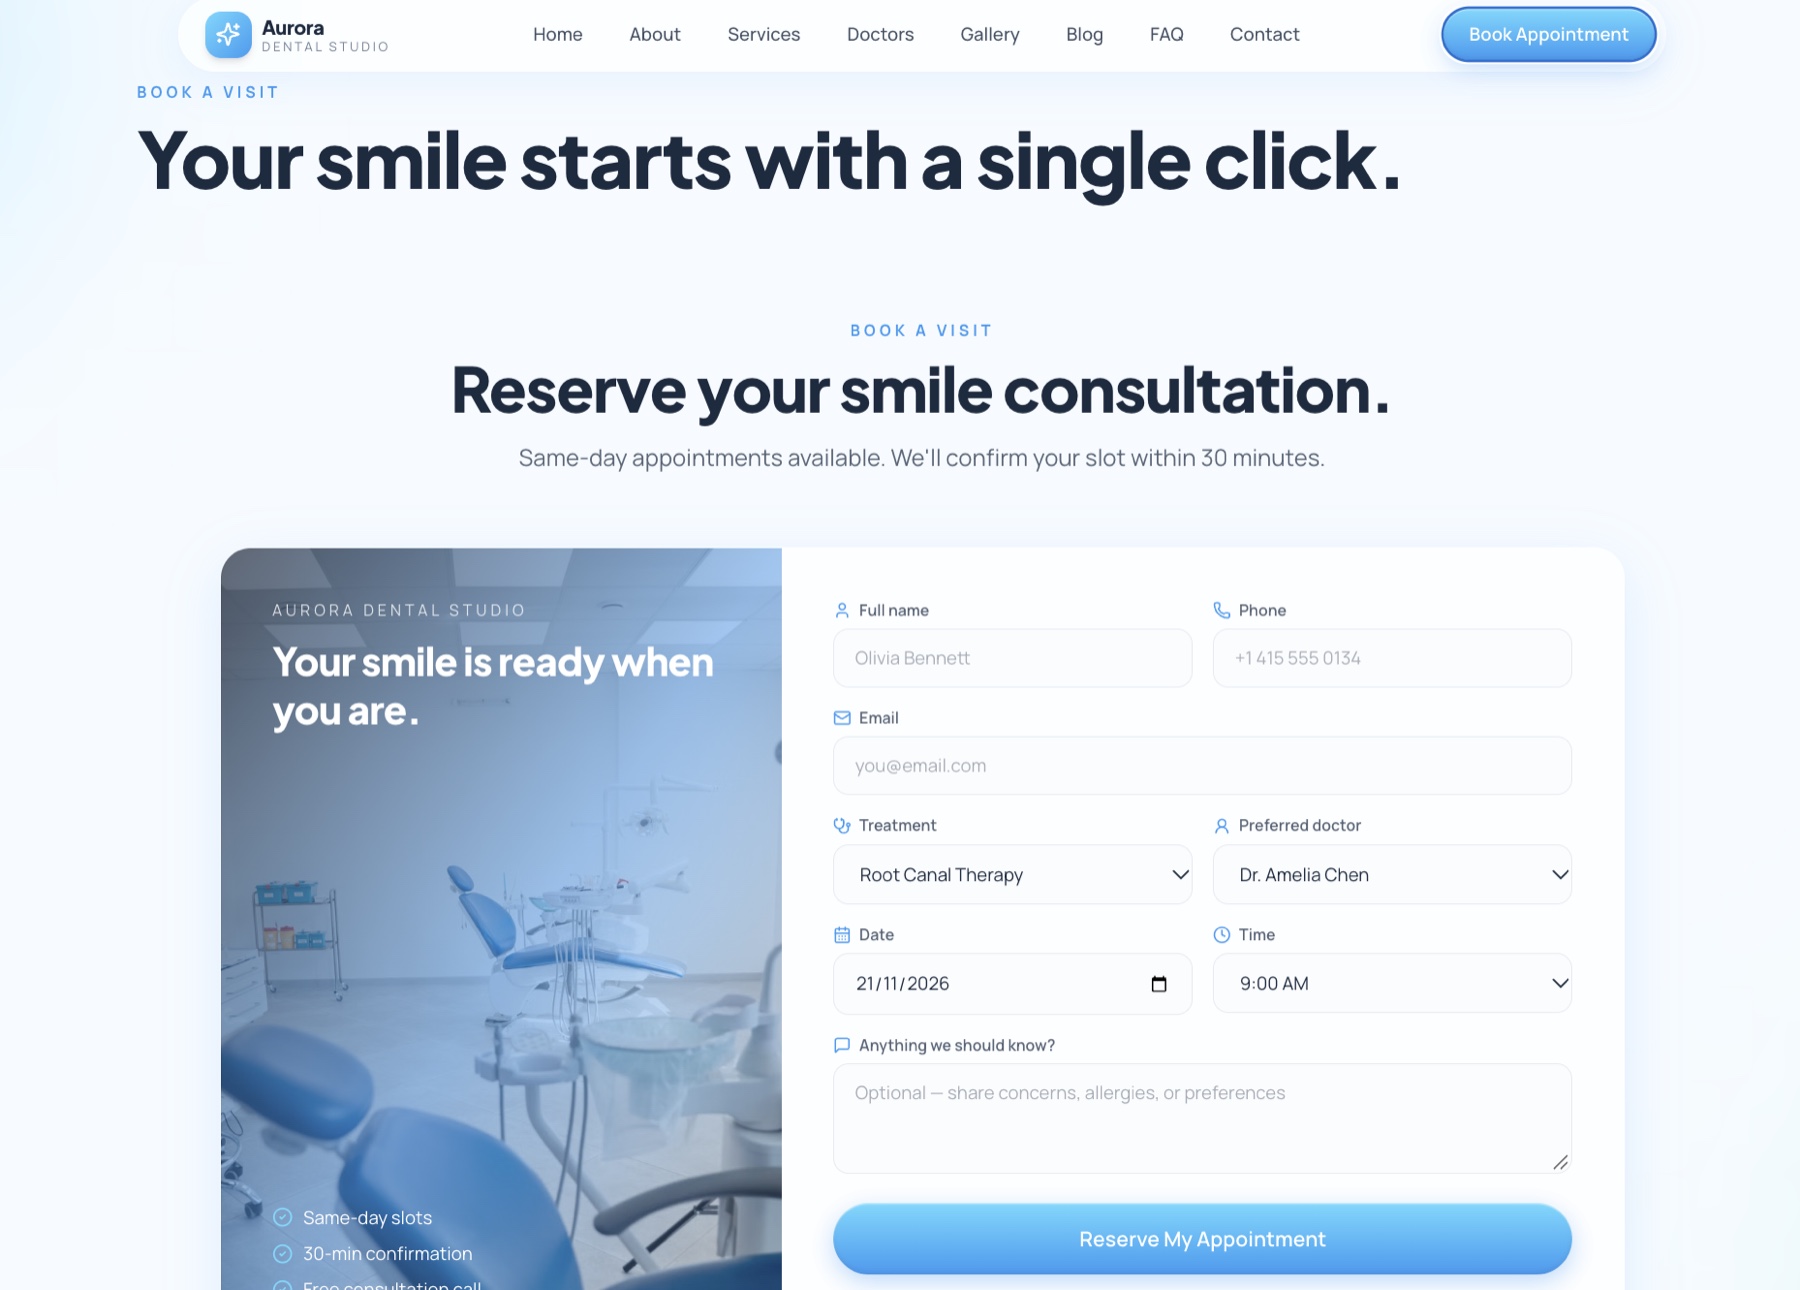 Aurora
DENTAL STUDIO
Home
About
Services
Doctors
Gallery
Blog
FAQ
Contact
Book Appointment
BOOK A VISIT
Your smile starts with a single click.
BOOK A VISIT
Reserve your smile consultation.
Same-day appointments available. We'll confirm your slot within 30 minutes.
AURORA DENTAL STUDIO
Your smile is ready when
you are.
Same-day slots
30-min confirmation
Free consultation call
Full name
Olivia Bennett
Phone
+1 415 555 0134
Email
you@email.com
Treatment
Root Canal Therapy
Preferred doctor
Dr. Amelia Chen
Date
21/11/2026
Time
9:00 AM
Anything we should know?
Optional — share concerns, allergies, or preferences
Reserve My Appointment